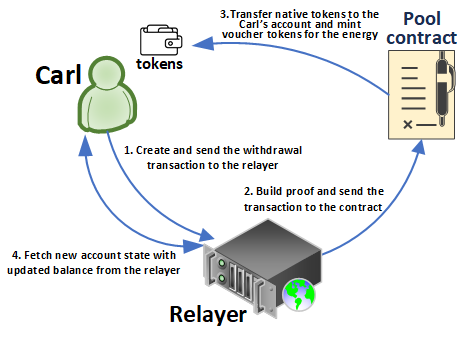 3.Transfer native tokens to the
Carl's account and mint
voucher tokens for the energy
Pool
contract
tokens
Carl
1. Create and send the withdrawal
transaction to the relayer
2. Build proof and send the
transaction to the contract
4. Fetch new account state with
updated balance from the relayer
Relayer